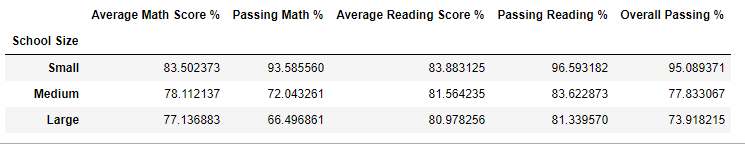 Average Math Score % Passing Math % Average Reading Score % Passing Reading % Overall Passing %
School Size
Small 83.502373 93.585560 83.883125 96.593182 95.089371
Medium 78.112137 72.043261 81.564235 83.622873 77.833067
Large 77.136883 66.496861 80.978256 81.339570 73.918215